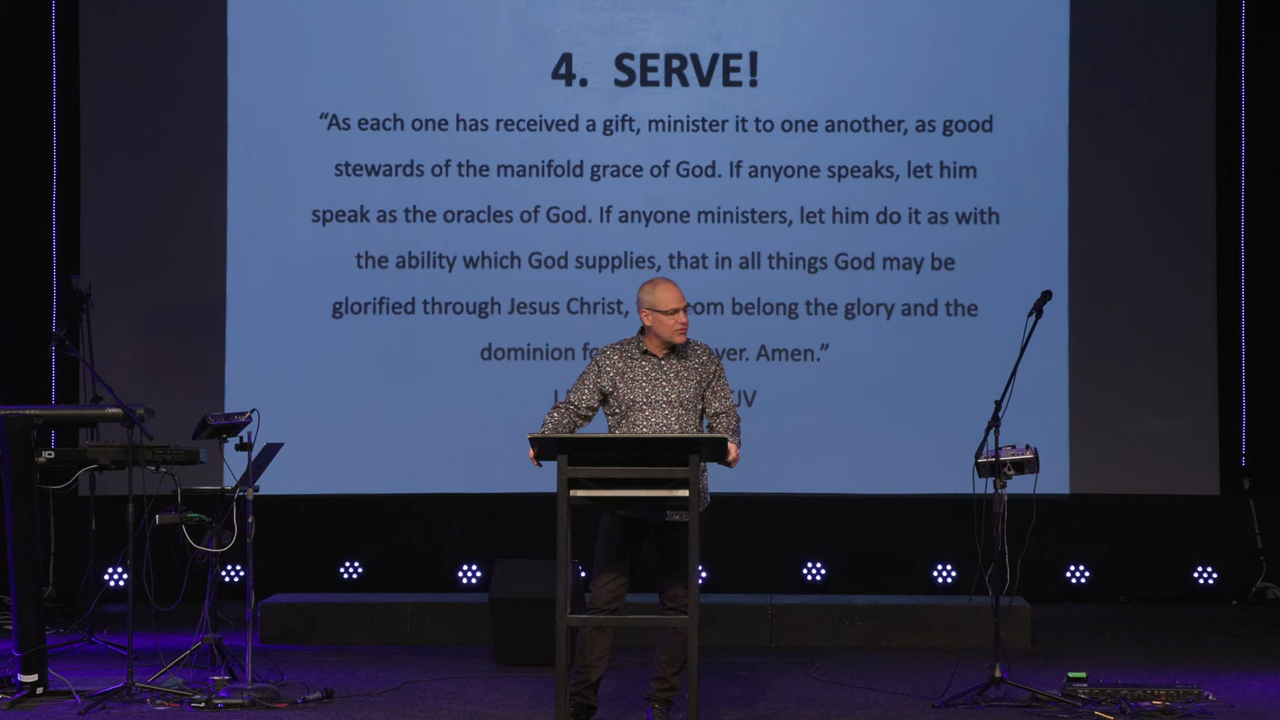 4. SERVE!
“As each one has received a gift, minister it to one another, as good
stewards of the manifold grace of God. If anyone speaks, let him
speak as the oracles of God. If anyone ministers, let him do it as with
the ability which God supplies, that in all things God may be
glorified through Jesus Christ, belong the glory and the
dominion Amen.”